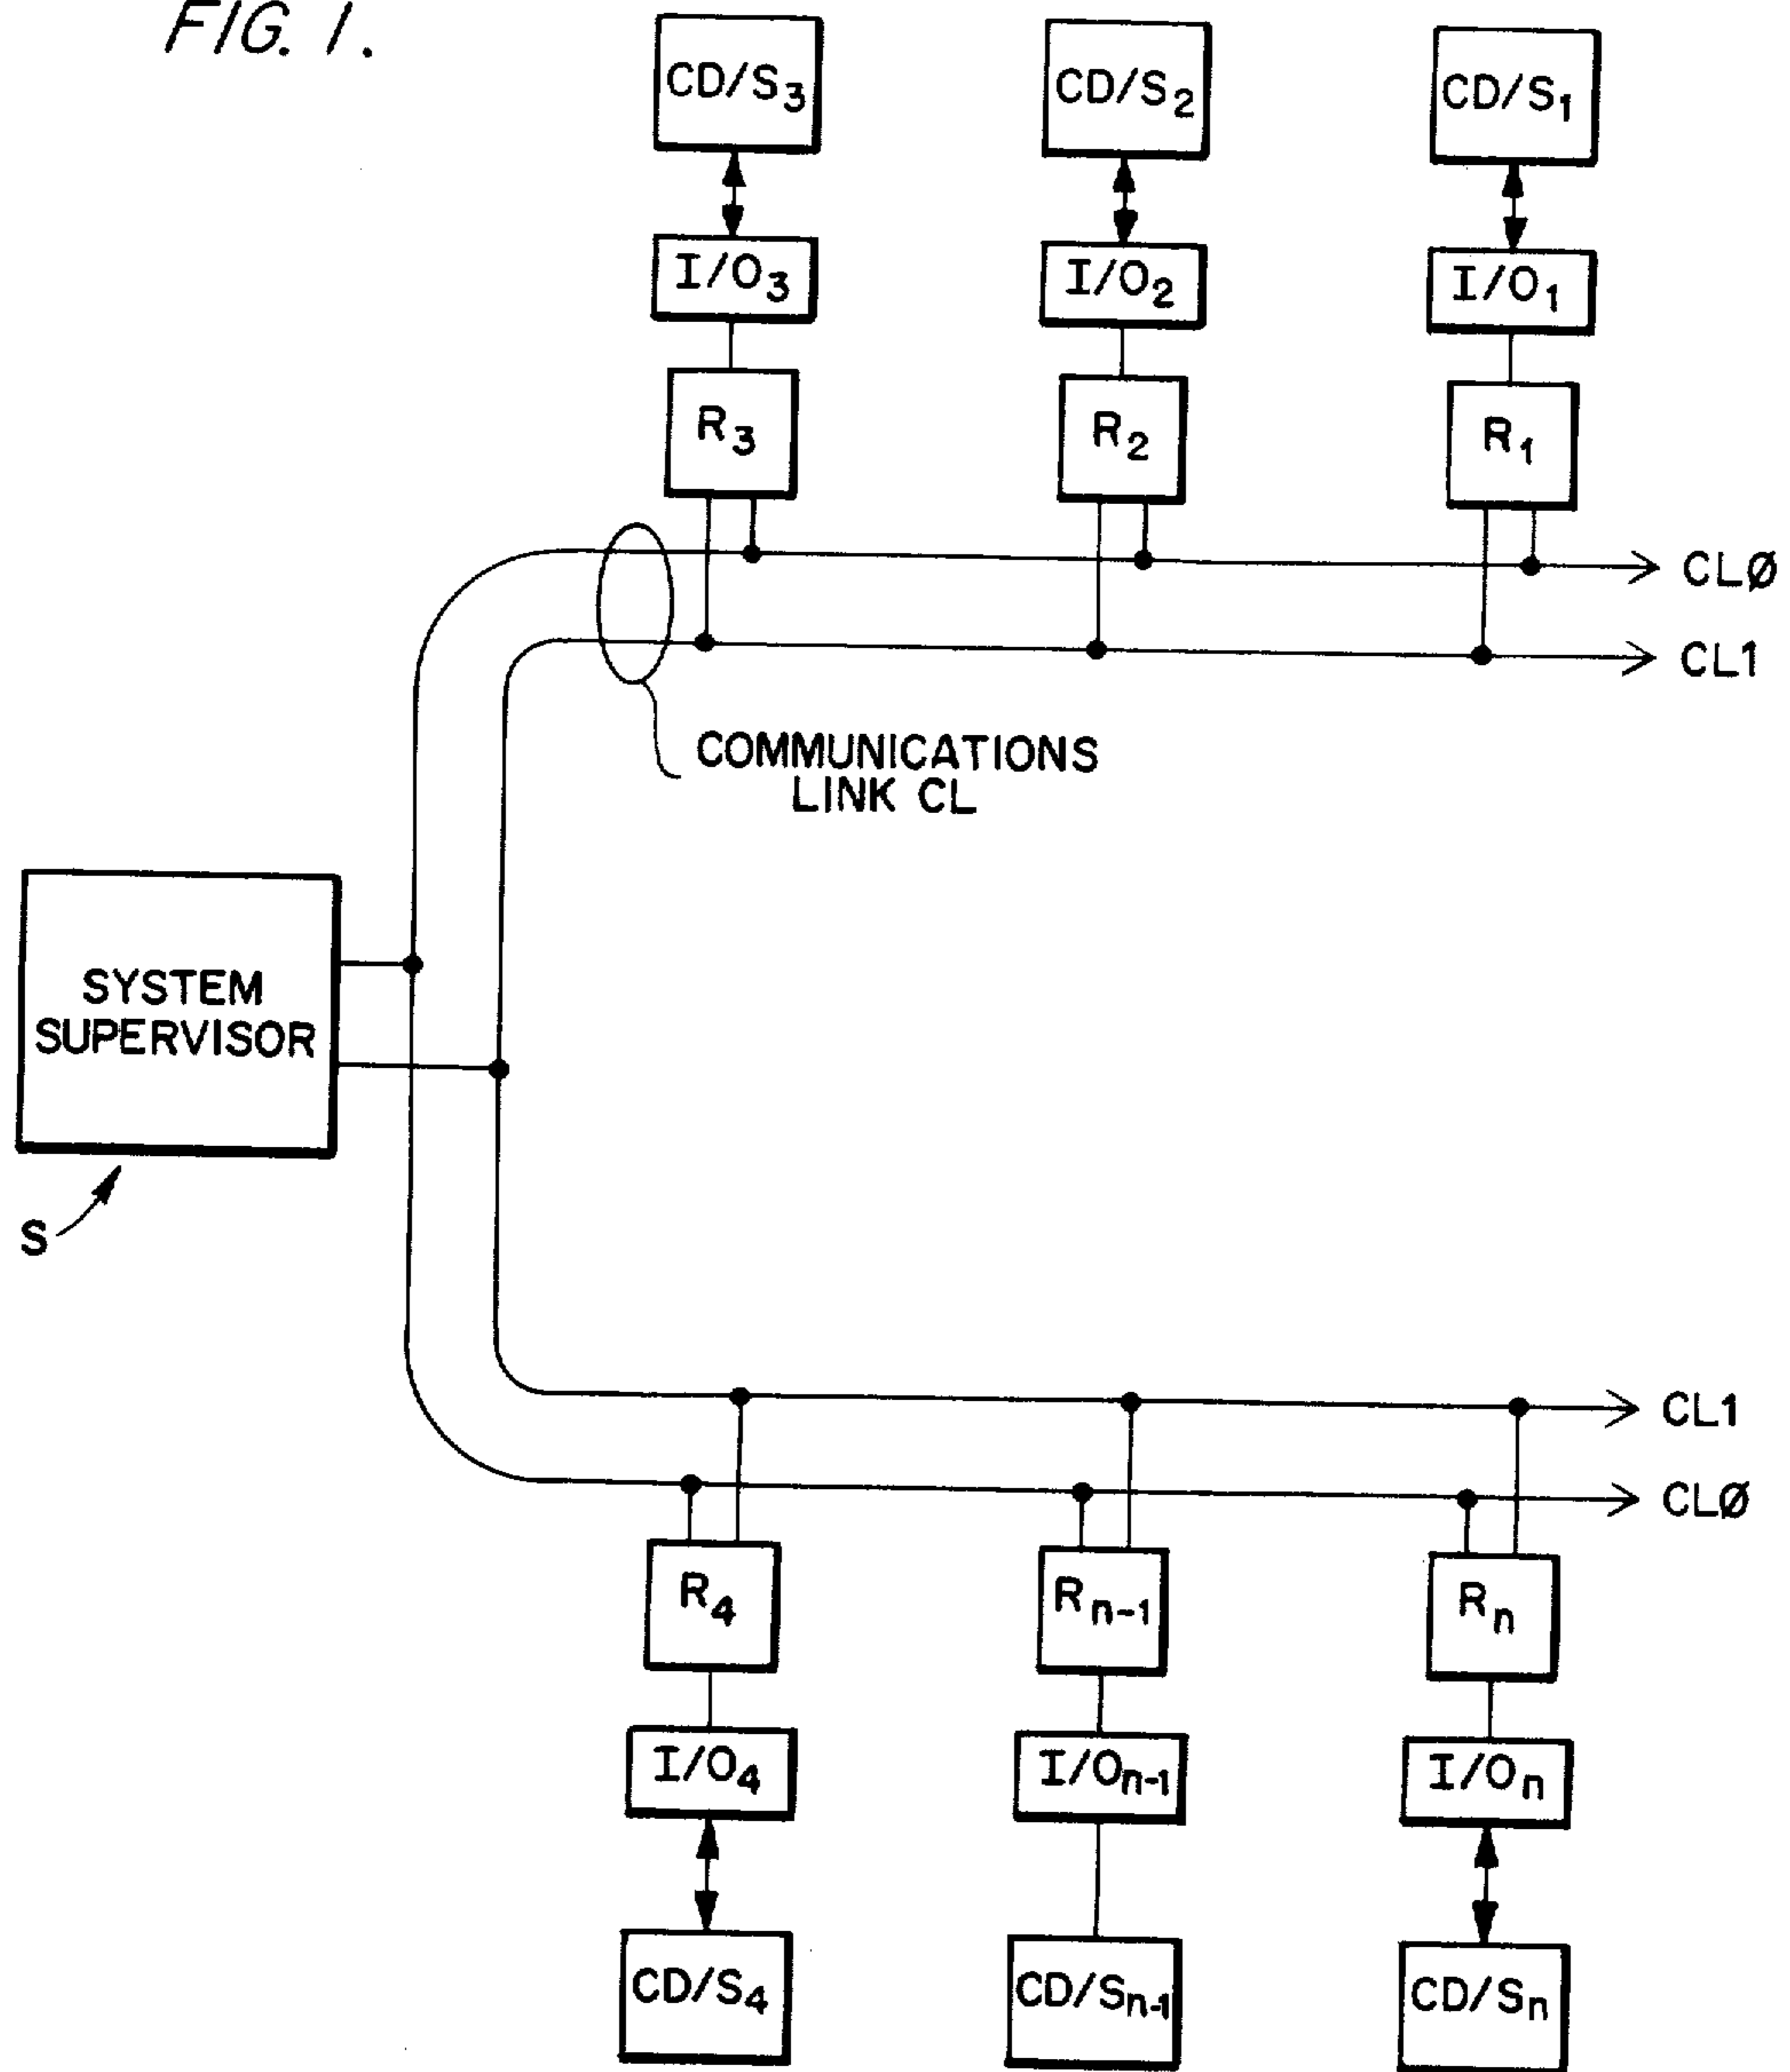 FIG. 1.
CD/S3 CD/S2 CD/S1
I/O3 I/O2 I/O1
R3 R2 R1
CLØ
CL1
COMMUNICATIONS
LINK CL
SYSTEM
SUPERVISOR
S
CL1
CLØ
R4 Rn-1 Rn
I/O4 I/On-1 I/On
CD/S4 CD/Sn-1 CD/Sn